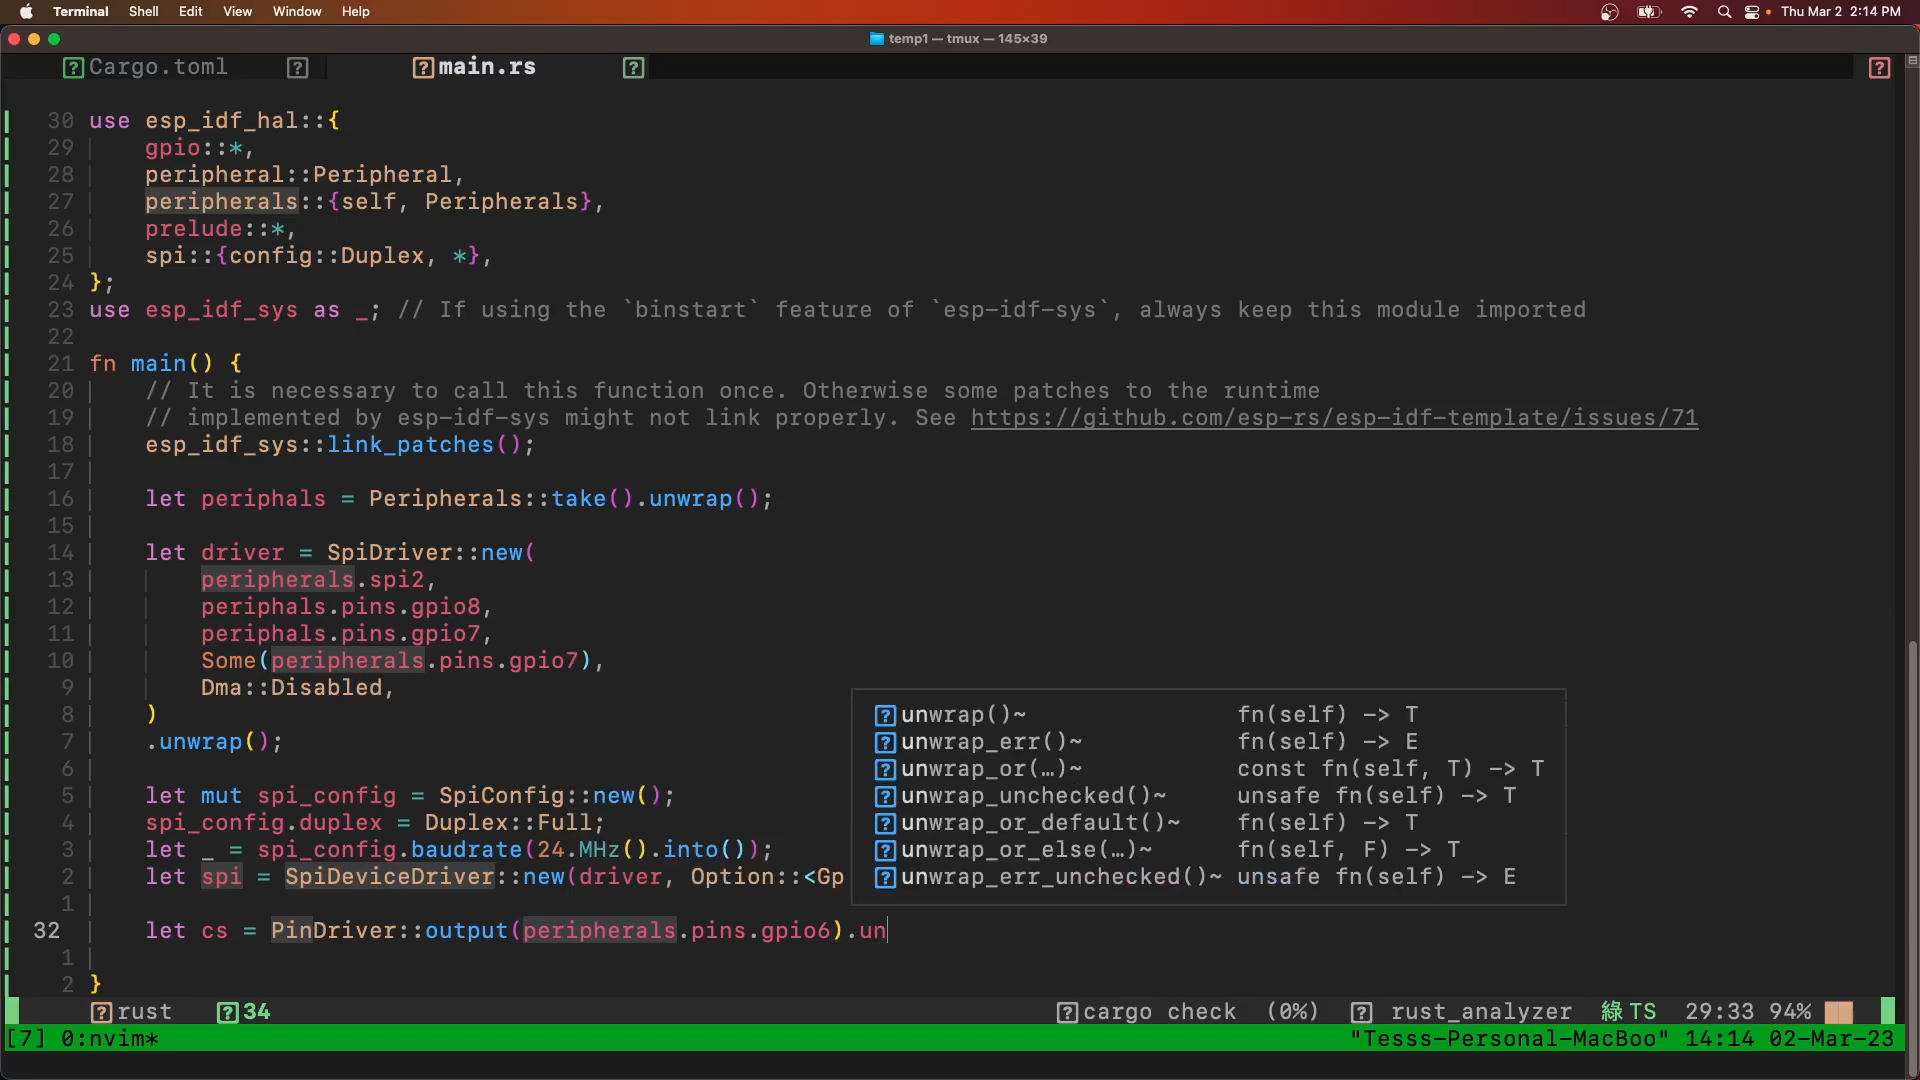 Terminal Shell Edit View Window Help Thu Mar 2 2:14 PM
temp1 — tmux — 145×39
Cargo.toml main.rs
30 use esp_idf_hal::{
29 gpio::*,
28 peripheral::Peripheral,
27 peripherals::{self, Peripherals},
26 prelude::*,
25 spi::{config::Duplex, *},
24 };
23 use esp_idf_sys as _; // If using the `binstart` feature of `esp-idf-sys`, always keep this module imported
22
21 fn main() {
20 // It is necessary to call this function once. Otherwise some patches to the runtime
19 // implemented by esp-idf-sys might not link properly. See https://github.com/esp-rs/esp-idf-template/issues/71
18 esp_idf_sys::link_patches();
17
16 let periphals = Peripherals::take().unwrap();
15
14 let driver = SpiDriver::new(
13 peripherals.spi2,
12 periphals.pins.gpio8,
11 periphals.pins.gpio7,
10 Some(peripherals.pins.gpio7),
9 Dma::Disabled,
8 )
7 .unwrap();
6
5 let mut spi_config = SpiConfig::new();
4 spi_config.duplex = Duplex::Full;
3 let _ = spi_config.baudrate(24.MHz().into());
2 let spi = SpiDeviceDriver::new(driver, Option::<Gp
1
32 let cs = PinDriver::output(peripherals.pins.gpio6).un
1
2 }
unwrap()~ fn(self) -> T
unwrap_err()~ fn(self) -> E
unwrap_or(…)~ const fn(self, T) -> T
unwrap_unchecked()~ unsafe fn(self) -> T
unwrap_or_default()~ fn(self) -> T
unwrap_or_else(…)~ fn(self, F) -> T
unwrap_err_unchecked()~ unsafe fn(self) -> E
rust 34 cargo check (0%) rust_analyzer 綠 TS 29:33 94%
[7] 0:nvim* "Tesss-Personal-MacBoo" 14:14 02-Mar-23